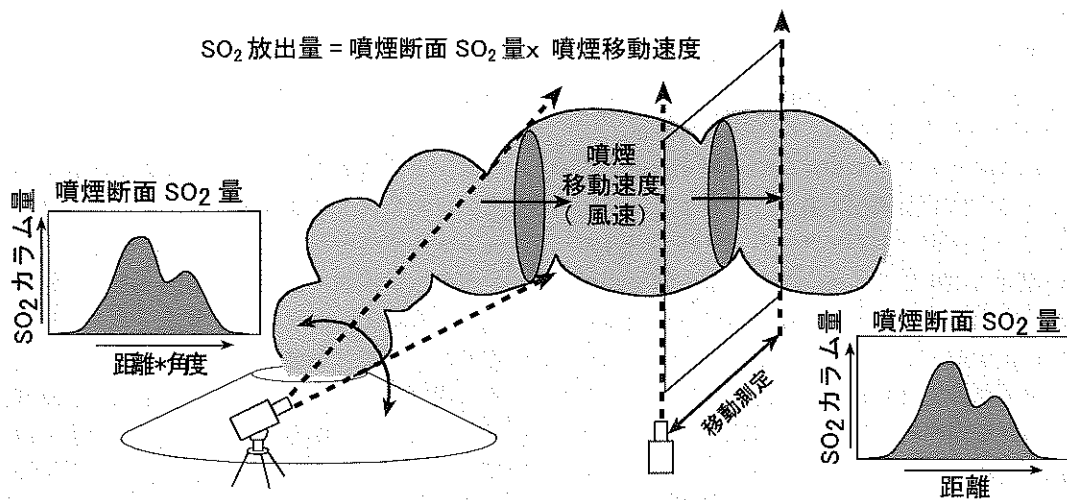 SO2 放出量 = 噴煙断面 SO2 量x 噴煙移動速度
噴煙
移動速度
( 風速)
噴煙断面 SO2 量
SO2 カラム量
距離*角度
移動測定
噴煙断面 SO2 量
SO2 カラム量
距離